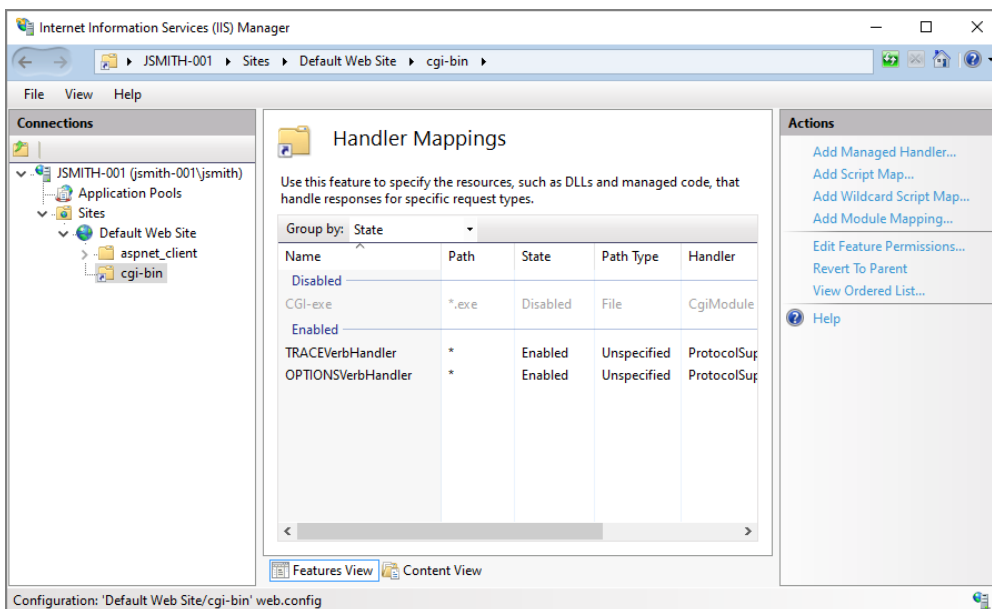 Internet Information Services (IIS) Manager
JSMITH-001 Sites Default Web Site cgi-bin
File View Help
Connections
JSMITH-001 (jsmith-001\jsmith)
Application Pools
Sites
Default Web Site
aspnet_client
cgi-bin
Handler Mappings
Use this feature to specify the resources, such as DLLs and managed code, that
handle responses for specific request types.
Group by: State
Name Path State Path Type Handler
Disabled
CGI-exe *.exe Disabled File CgiModule
Enabled
TRACEVerbHandler * Enabled Unspecified ProtocolSup
OPTIONSVerbHandler * Enabled Unspecified ProtocolSup
Features View Content View
Actions
Add Managed Handler...
Add Script Map...
Add Wildcard Script Map...
Add Module Mapping...
Edit Feature Permissions...
Revert To Parent
View Ordered List...
Help
Configuration: 'Default Web Site/cgi-bin' web.config